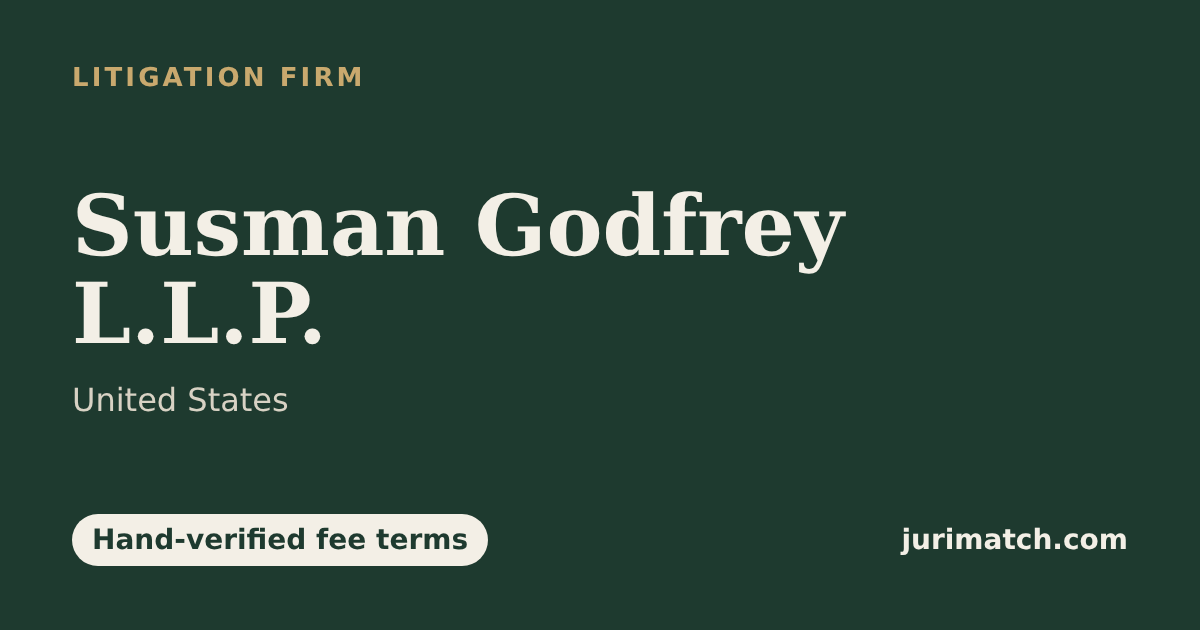 LITIGATION FIRM
Susman Godfrey
L.L.P.
United States
Hand-verified fee terms
jurimatch.com